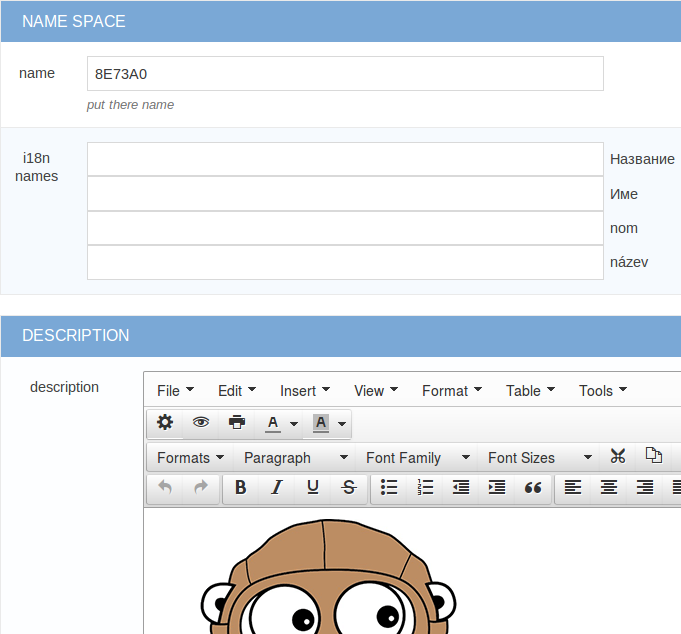 NAME SPACE
name
8E73A0
put there name
i18n names
Название
Име
nom
název
DESCRIPTION
description
File Edit Insert View Format Table Tools
A A
Formats Paragraph Font Family Font Sizes
B I U S